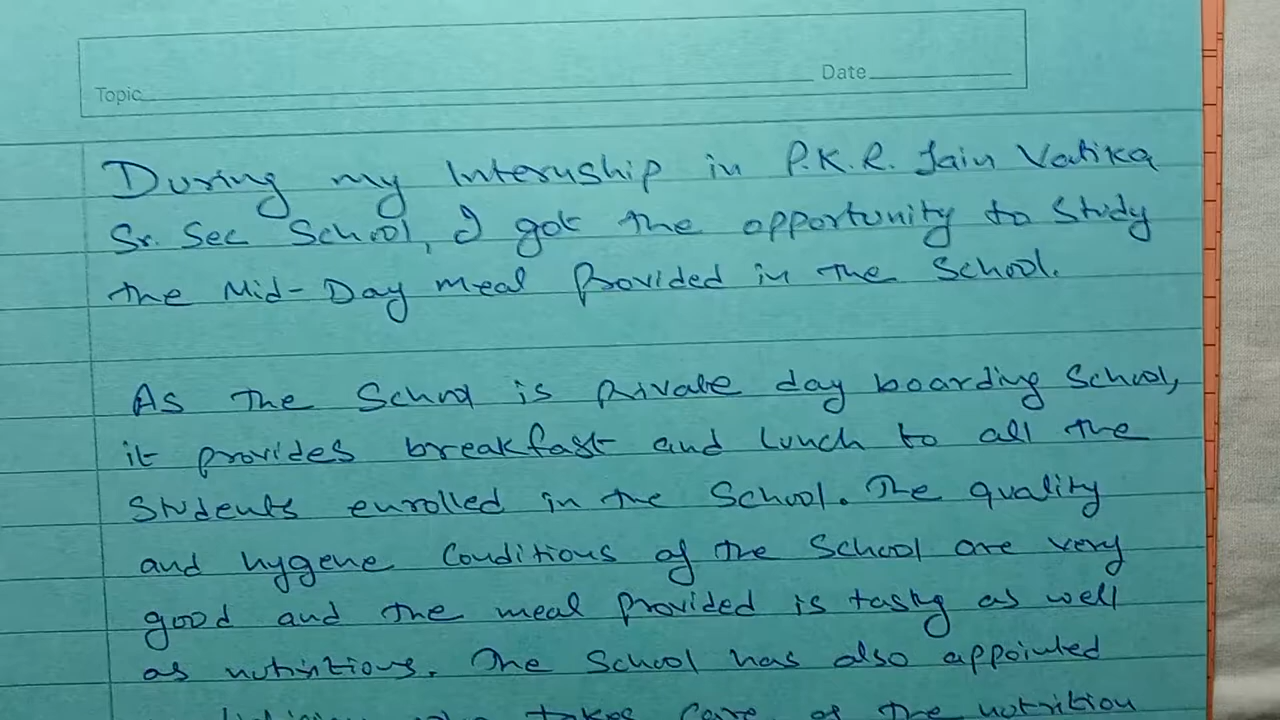 Topic Date
During my Internship in P.K.R. Jain Vatika
Sr. Sec School, I got the opportunity to Study
the Mid-Day meal Provided in the School.
As the School is Private day boarding School,
it provides breakfast and Lunch to all the
Students enrolled in the School. The quality
and hygene Conditions of the School are very
good and the meal Provided is tasty as well
as nutritious. The School has also appointed
takes Care of the nutrition